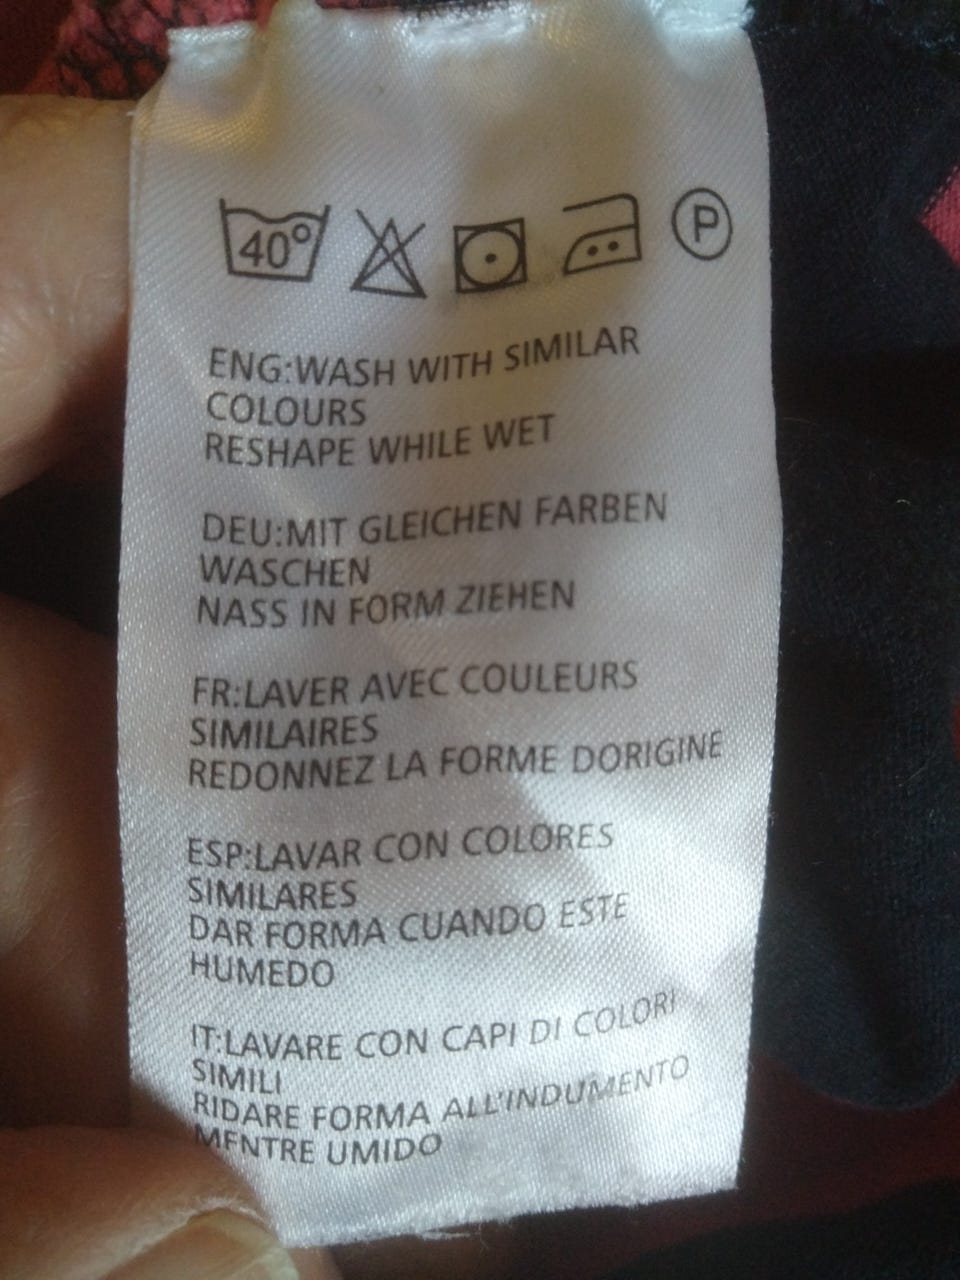 40°
P
ENG:WASH WITH SIMILAR
COLOURS
RESHAPE WHILE WET
DEU:MIT GLEICHEN FARBEN
WASCHEN
NASS IN FORM ZIEHEN
FR:LAVER AVEC COULEURS
SIMILAIRES
REDONNEZ LA FORME DORIGINE
ESP:LAVAR CON COLORES
SIMILARES
DAR FORMA CUANDO ESTE
HUMEDO
IT:LAVARE CON CAPI DI COLORI
SIMILI
RIDARE FORMA ALL'INDUMENTO
MENTRE UMIDO